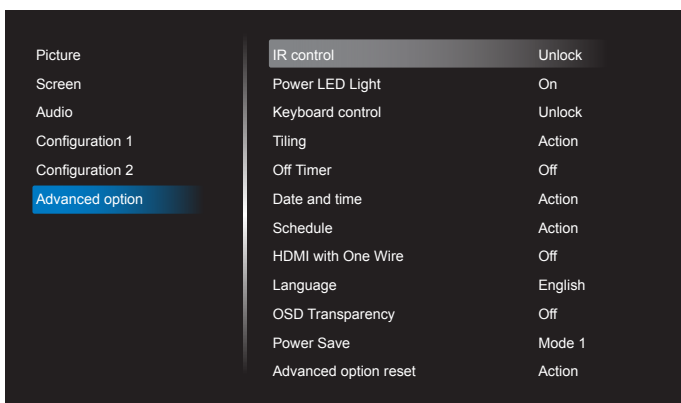 Picture
Screen
Audio
Configuration 1
Configuration 2
Advanced option
IR control Unlock
Power LED Light On
Keyboard control Unlock
Tiling Action
Off Timer Off
Date and time Action
Schedule Action
HDMI with One Wire Off
Language English
OSD Transparency Off
Power Save Mode 1
Advanced option reset Action